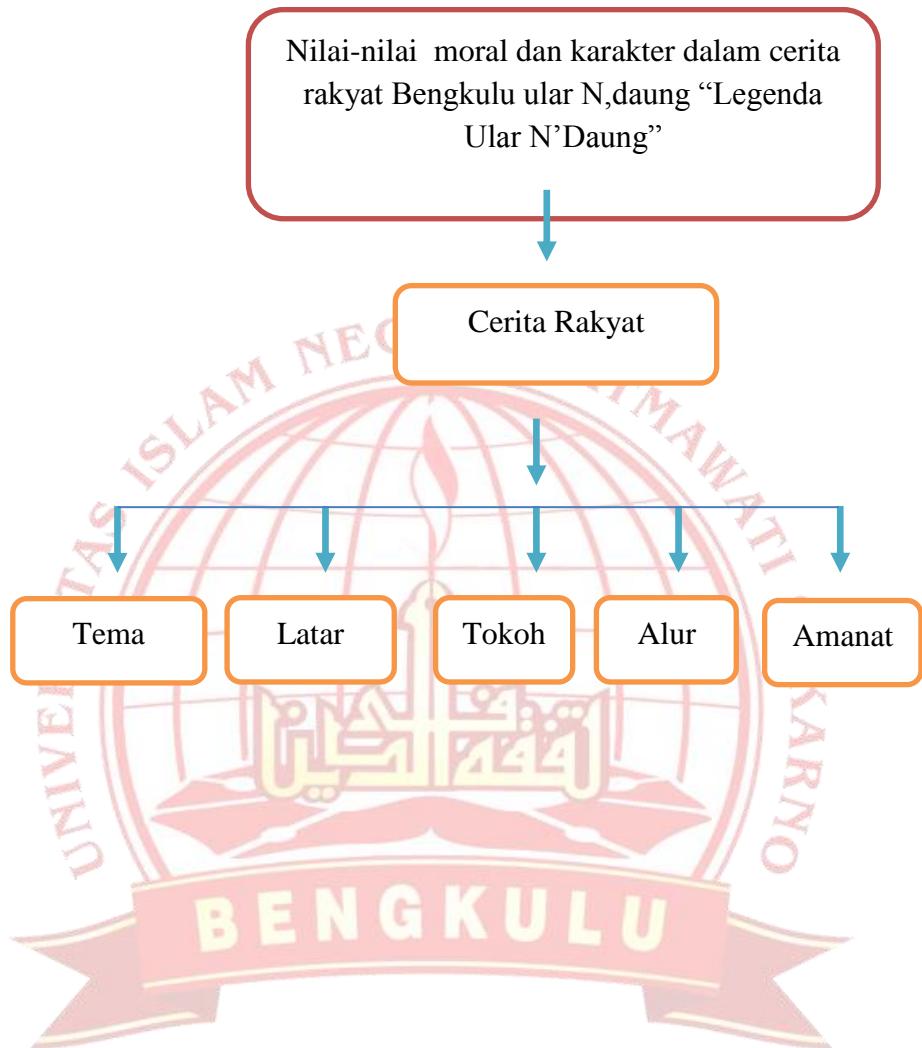 Nilai-nilai moral dan karakter dalam cerita
rakyat Bengkulu ular N,daung “Legenda
Ular N’Daung”
Cerita Rakyat
Tema
Latar
Tokoh
Alur
Amanat
BENGKULU